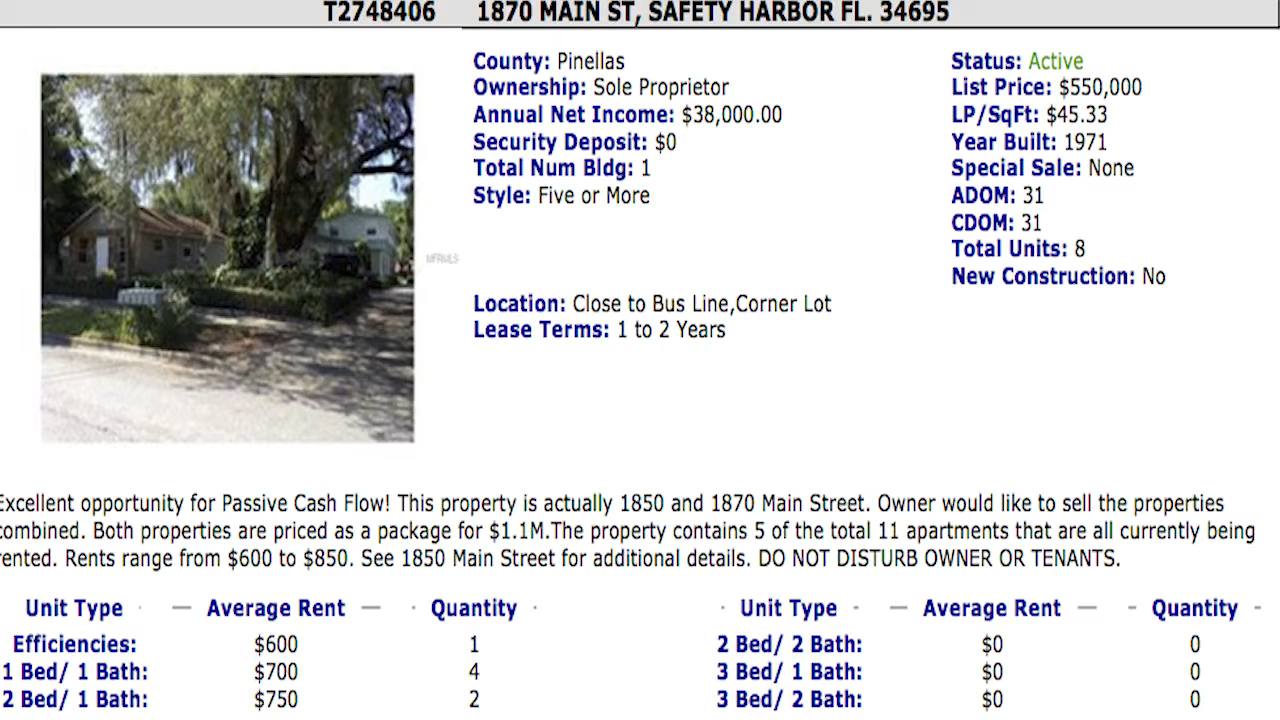 T2748406 1870 MAIN ST, SAFETY HARBOR FL. 34695
County: Pinellas
Ownership: Sole Proprietor
Annual Net Income: $38,000.00
Security Deposit: $0
Total Num Bldg: 1
Style: Five or More
Location: Close to Bus Line,Corner Lot
Lease Terms: 1 to 2 Years
Status: Active
List Price: $550,000
LP/SqFt: $45.33
Year Built: 1971
Special Sale: None
ADOM: 31
CDOM: 31
Total Units: 8
New Construction: No
MFRMLS
Excellent opportunity for Passive Cash Flow! This property is actually 1850 and 1870 Main Street. Owner would like to sell the properties
combined. Both properties are priced as a package for $1.1M.The property contains 5 of the total 11 apartments that are all currently being
rented. Rents range from $600 to $850. See 1850 Main Street for additional details. DO NOT DISTURB OWNER OR TENANTS.
Unit Type Average Rent Quantity Unit Type Average Rent Quantity
Efficiencies: $600 1 2 Bed/ 2 Bath: $0 0
1 Bed/ 1 Bath: $700 4 3 Bed/ 1 Bath: $0 0
2 Bed/ 1 Bath: $750 2 3 Bed/ 2 Bath: $0 0